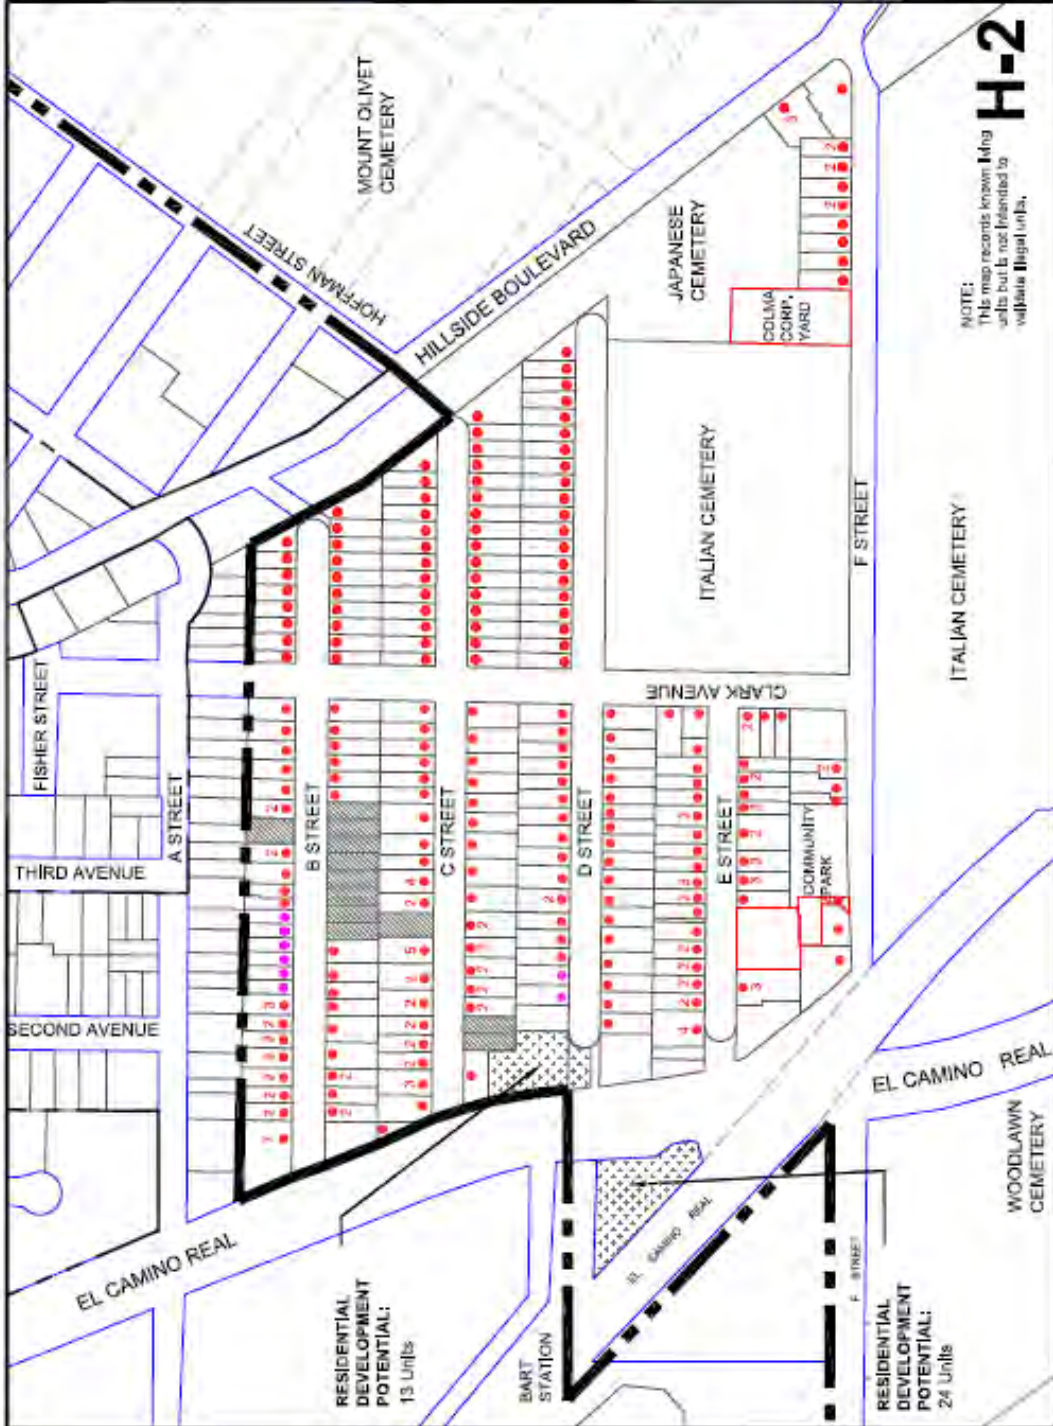 MOUNT OLIVET
CEMETERY
HOFFMAN STREET
HILLSIDE BOULEVARD
JAPANESE
CEMETERY
COLMA
CORP.
YARD
H-2
NOTE:
This map records known living
units but is not intended to
validate illegal units.
FISHER STREET
A STREET
THIRD AVENUE
SECOND AVENUE
B STREET
C STREET
D STREET
E STREET
F STREET
CLARK AVENUE
ITALIAN CEMETERY
ITALIAN CEMETERY
COMMUNITY
PARK
EL CAMINO REAL
EL CAMINO REAL
EL CAMINO REAL
F STREET
WOODLAWN
CEMETERY
BART
STATION
RESIDENTIAL
DEVELOPMENT
POTENTIAL:
13 Units
RESIDENTIAL
DEVELOPMENT
POTENTIAL:
24 Units